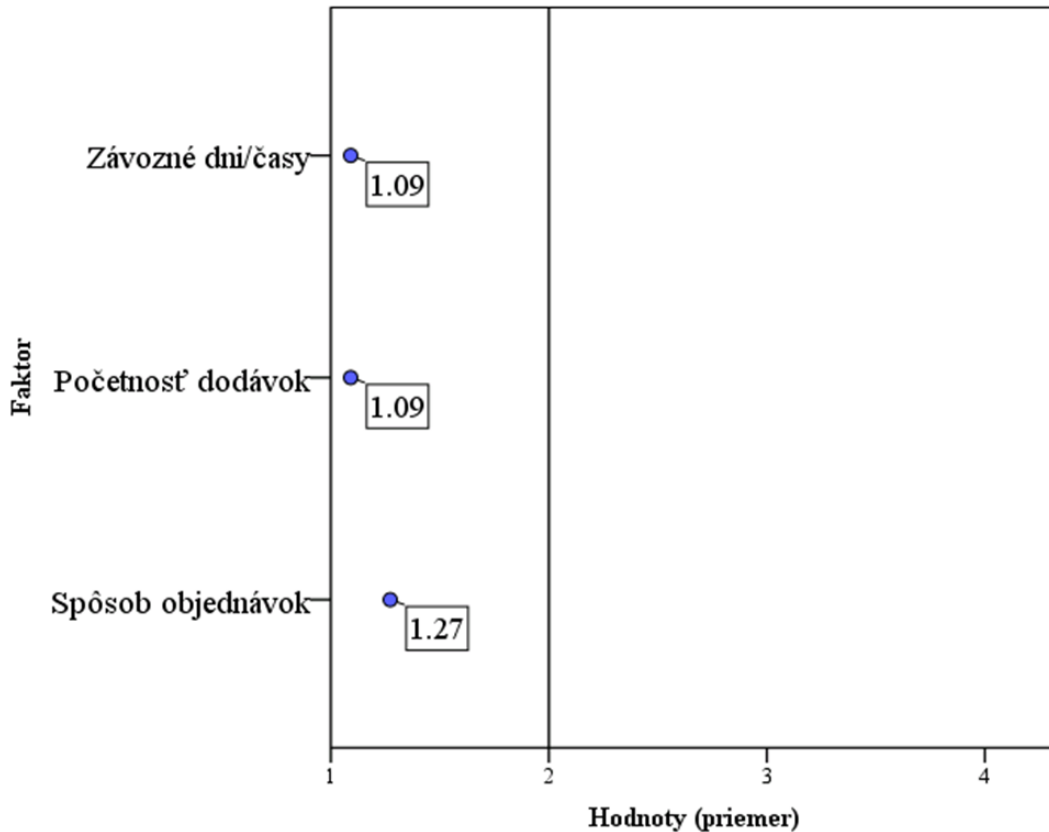 Závozné dni/časy
1.09
Faktor
Početnosť dodávok
1.09
Spôsob objednávok
1.27
1
2
3
4
Hodnoty (priemer)